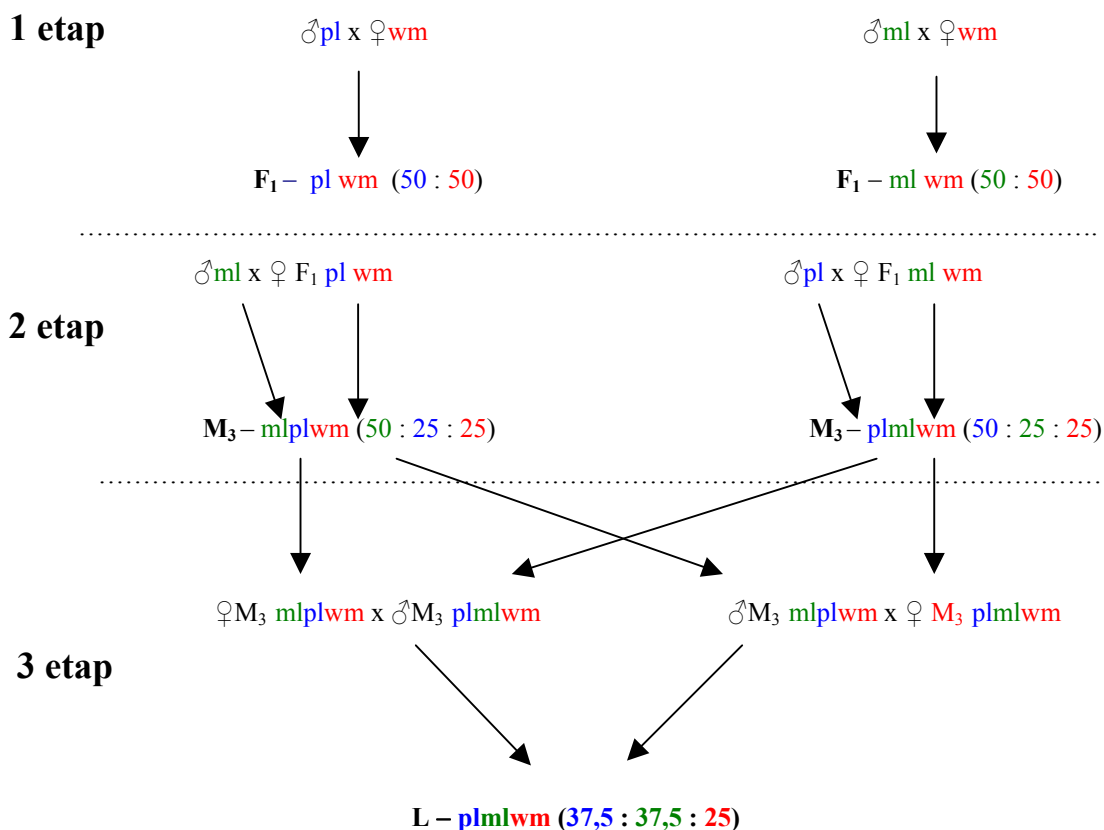 1 etap
♂pl x ♀wm
♂ml x ♀wm
F₁ – pl wm (50 : 50)
F₁ – ml wm (50 : 50)
♂ml x ♀ F₁ pl wm
♂pl x ♀ F₁ ml wm
2 etap
M₃ – mlplwm (50 : 25 : 25)
M₃ – plmlwm (50 : 25 : 25)
♀M₃ mlplwm x ♂M₃ plmlwm
♂M₃ mlplwm x ♀ M₃ plmlwm
3 etap
L – plmlwm (37,5 : 37,5 : 25)